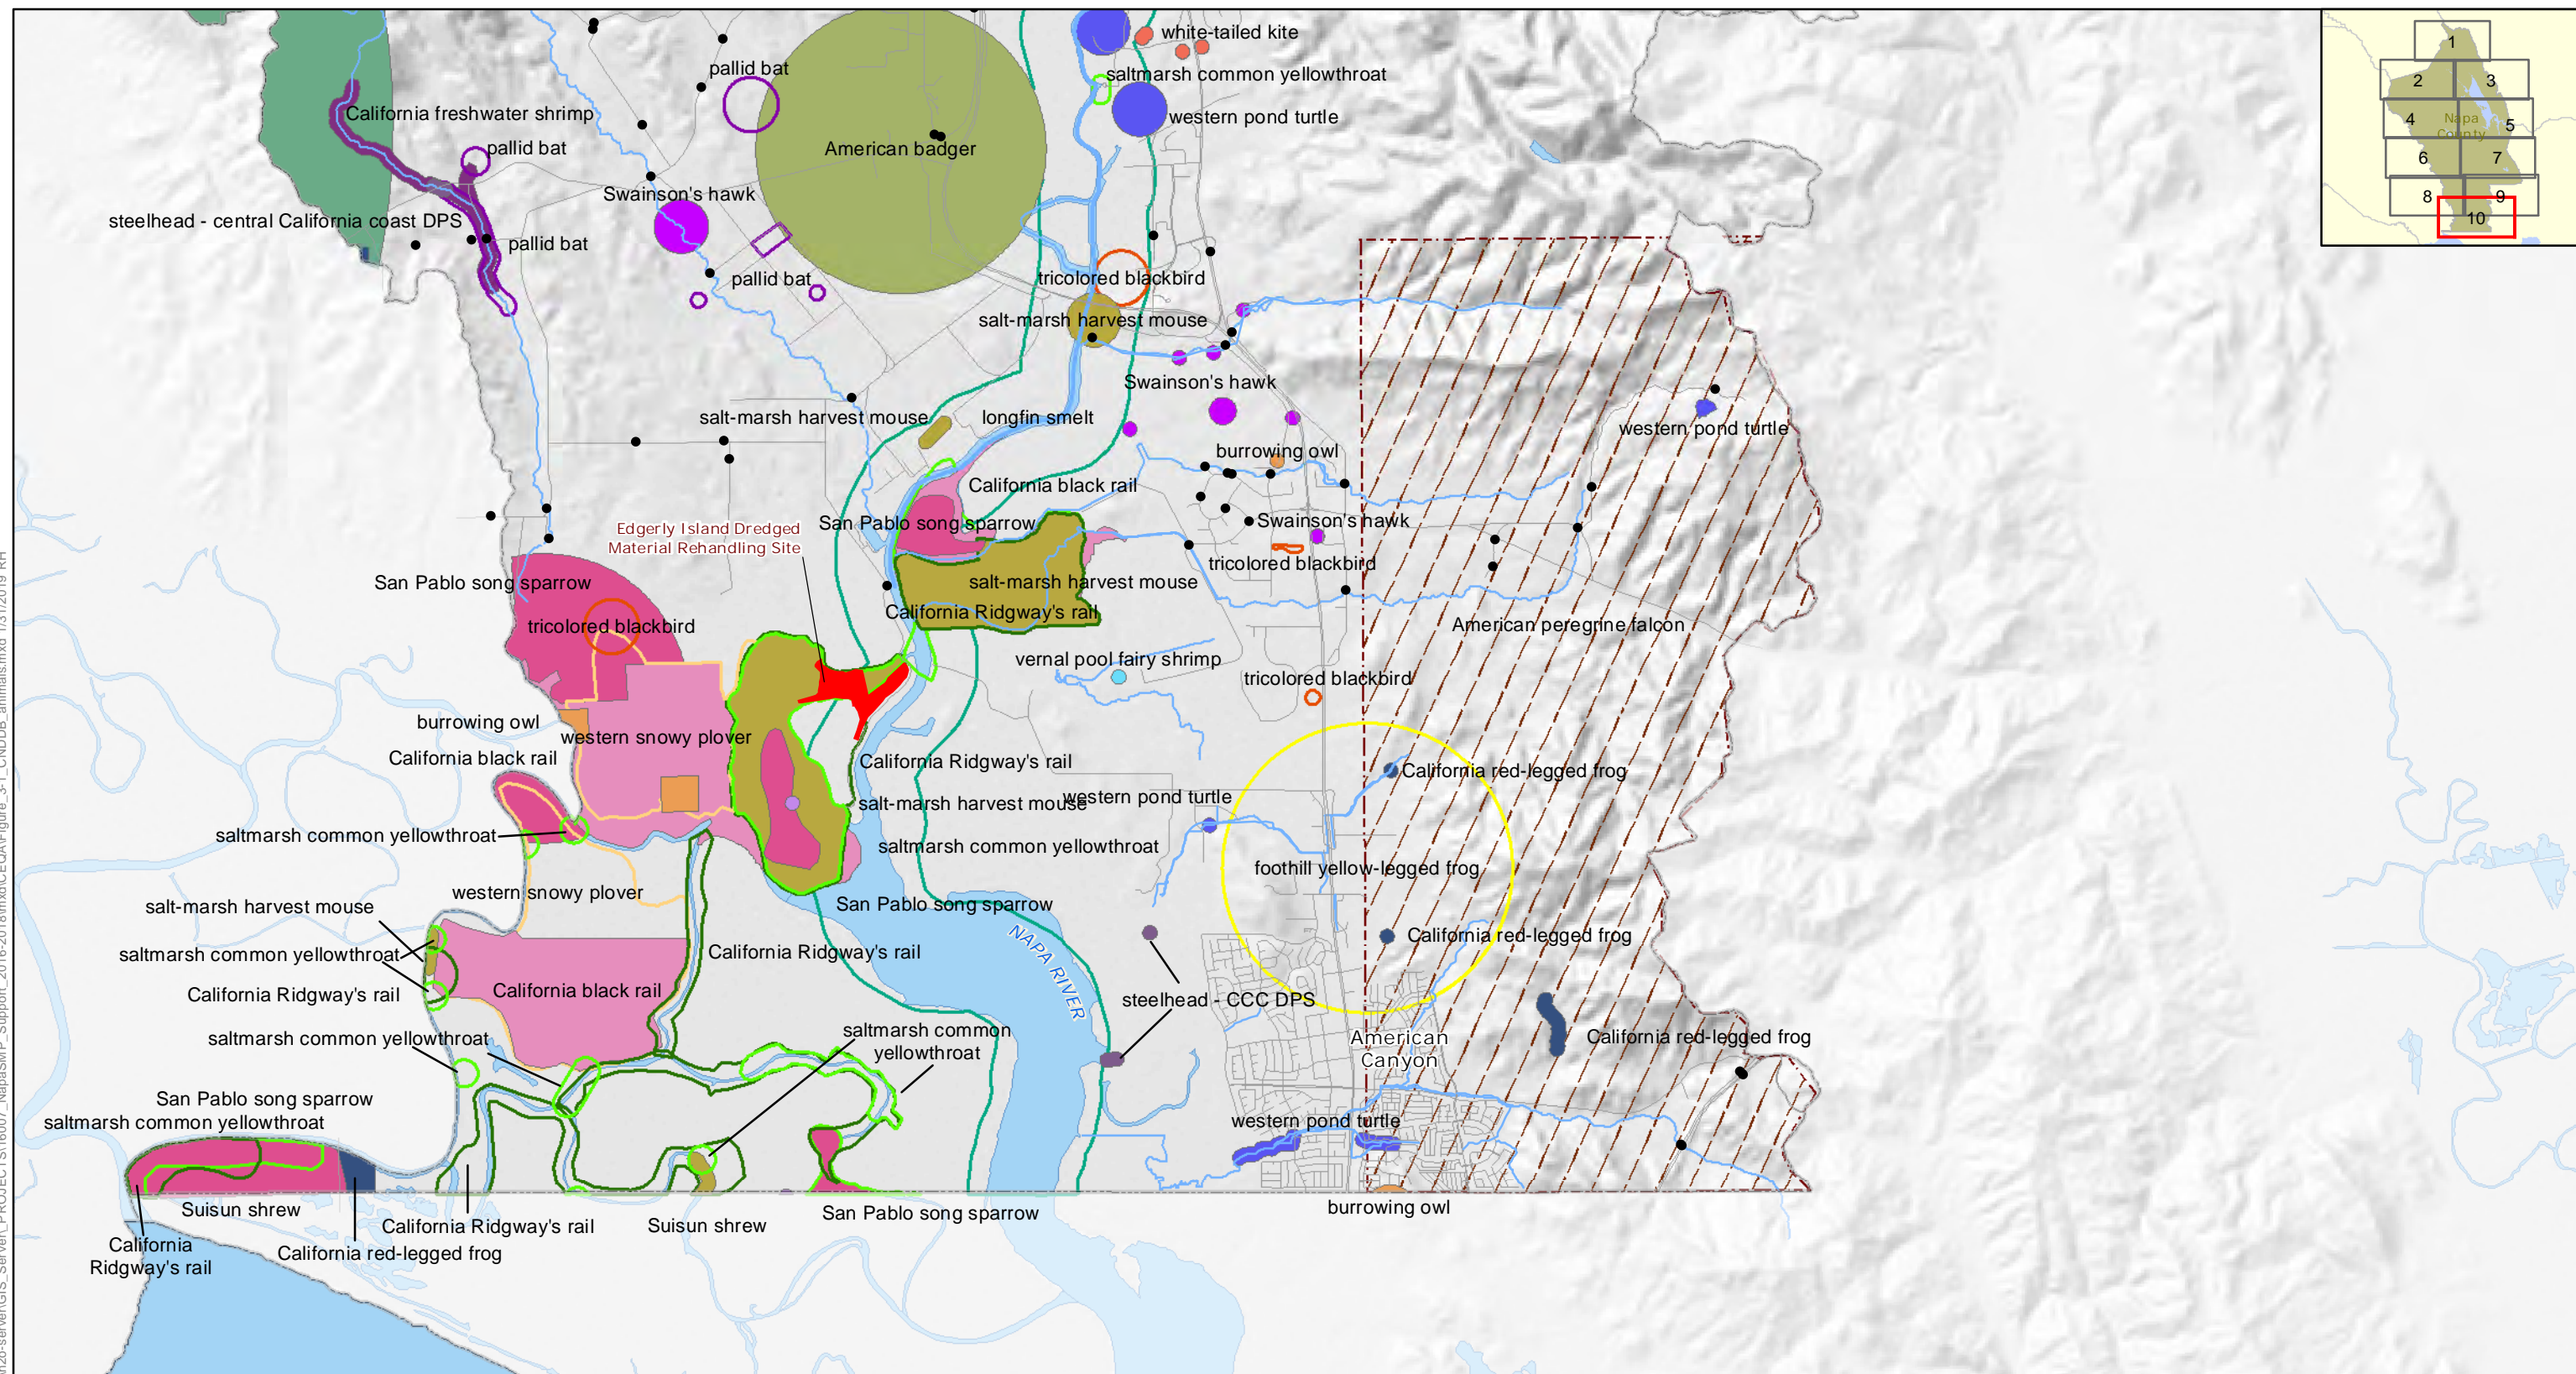 white-tailed kite
pallid bat
saltmarsh common yellowthroat
California freshwater shrimp
western pond turtle
pallid bat
American badger
Swainson's hawk
steelhead - central California coast DPS
pallid bat
pallid bat
tricolored blackbird
salt-marsh harvest mouse
Swainson's hawk
salt-marsh harvest mouse
longfin smelt
western pond turtle
burrowing owl
California black rail
San Pablo song sparrow
Swainson's hawk
Edgerly Island Dredged
Material Rehandling Site
tricolored blackbird
San Pablo song sparrow
salt-marsh harvest mouse
California Ridgway's rail
tricolored blackbird
American peregrine falcon
vernal pool fairy shrimp
tricolored blackbird
burrowing owl
western snowy plover
California black rail
California Ridgway's rail
California red-legged frog
salt-marsh harvest mouse
western pond turtle
saltmarsh common yellowthroat
saltmarsh common yellowthroat
foothill yellow-legged frog
western snowy plover
salt-marsh harvest mouse
San Pablo song sparrow
NAPA RIVER
California red-legged frog
saltmarsh common yellowthroat
California Ridgway's rail
California Ridgway's rail
California black rail
steelhead - CCC DPS
saltmarsh common yellowthroat
saltmarsh common
yellowthroat
American
Canyon
California red-legged frog
San Pablo song sparrow
saltmarsh common yellowthroat
western pond turtle
Suisun shrew
California Ridgway's rail
Suisun shrew
San Pablo song sparrow
burrowing owl
California
Ridgway's rail
California red-legged frog
1
2
3
4
Napa
County
5
6
7
8
9
10